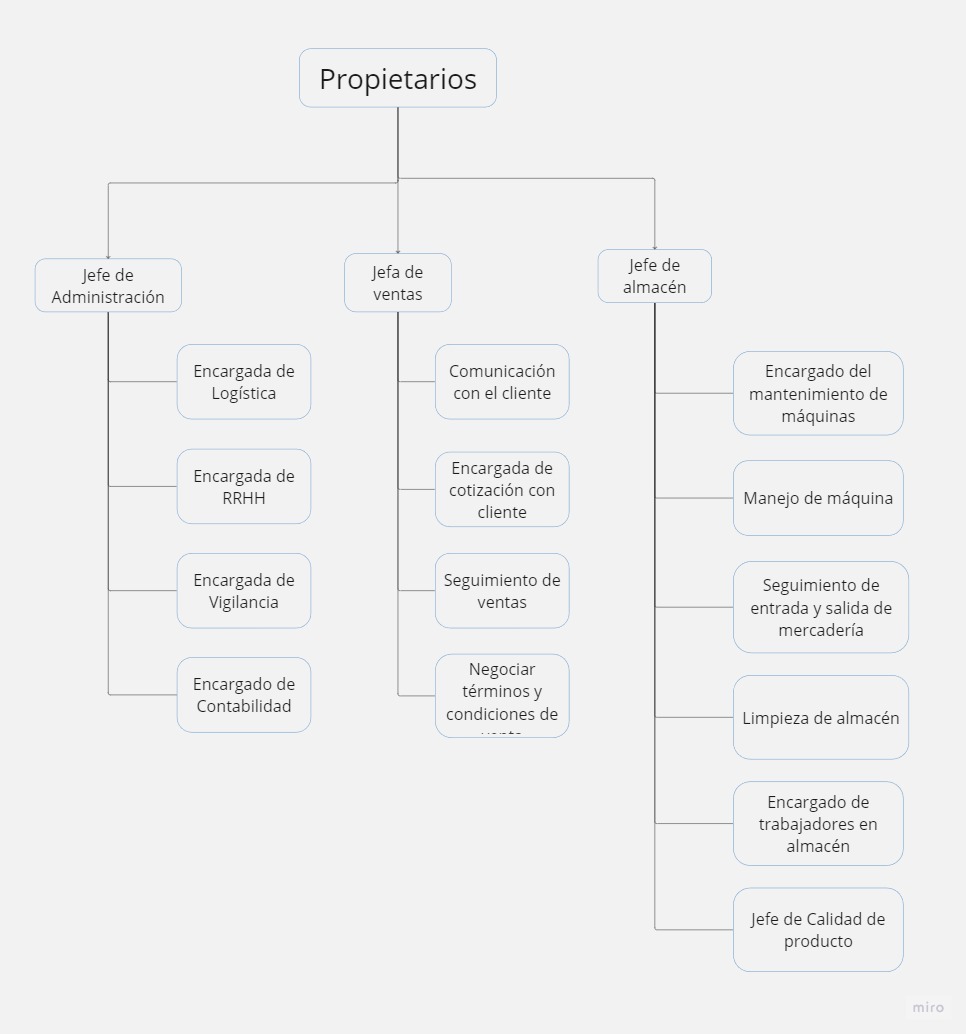 Propietarios
Jefe de
Administración
Jefa de
ventas
Jefe de
almacén
Encargada de
Logística
Encargada de
RRHH
Encargada de
Vigilancia
Encargado de
Contabilidad
Comunicación
con el cliente
Encargada de
cotización con
cliente
Seguimiento de
ventas
Negociar
términos y
condiciones de
Encargado del
mantenimiento de
máquinas
Manejo de máquina
Seguimiento de
entrada y salida de
mercadería
Limpieza de almacén
Encargado de
trabajadores en
almacén
Jefe de Calidad de
producto
miro